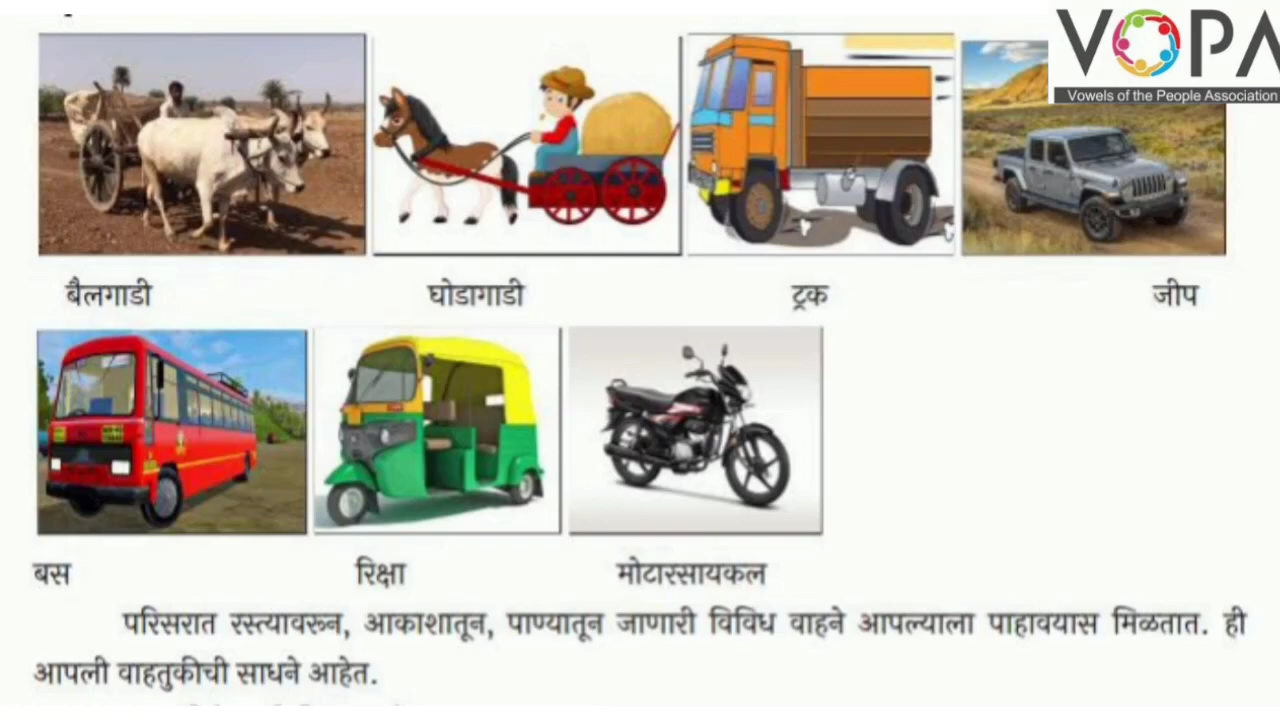 VOPA
Vowels of the People Association
बैलगाडी घोडागाडी ट्रक जीप
बस रिक्षा मोटारसायकल
परिसरात रस्त्यावरून, आकाशातून, पाण्यातून जाणारी विविध वाहने आपल्याला पाहावयास मिळतात. ही
आपली वाहतुकीची साधने आहेत.